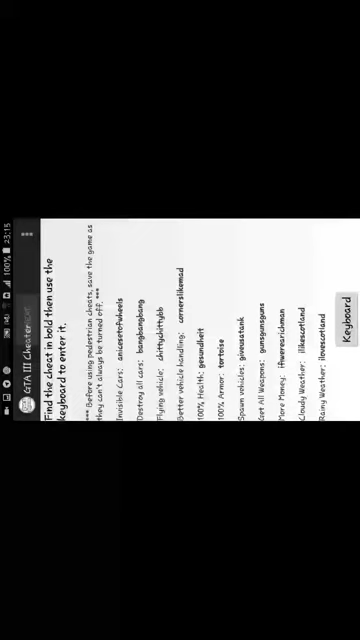 100% 23:15
GTA III Cheater
Find the cheat in bold then use the
keyboard to enter it.
*** Before using pedestrian cheats, save the game as
they can't always be turned off. ***
Invisible Cars: anicesetofwheels
Destroy all cars: bangbangbang
Flying vehicle: chittychittybb
Better vehicle handling: cornerslikemad
100% Health: gesundheit
100% Armor: tortoise
Spawn vehicles: giveusatank
Get All Weapons: gunsgunsguns
More Money: ifiwerearichman
Cloudy Weather: ilikescotland
Rainy Weather: ilovescotland
Keyboard